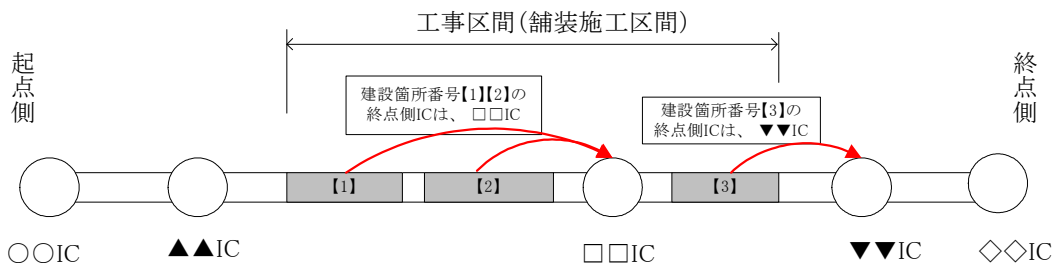 工事区間(舗装施工区間)
起点側
建設箇所番号【1】【2】の
終点側ICは、 □□IC
建設箇所番号【3】の
終点側ICは、 ▼▼IC
終点側
【1】
【2】
【3】
○○IC
▲▲IC
□□IC
▼▼IC
◇◇IC